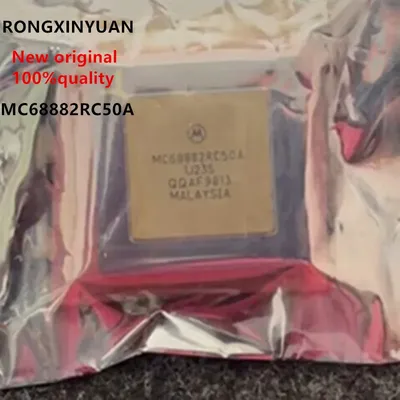 RONGXINYUAN
New original
100%quality
MC68882RC50A
MC68882RC50A
QQAF9813
MALAYSIA